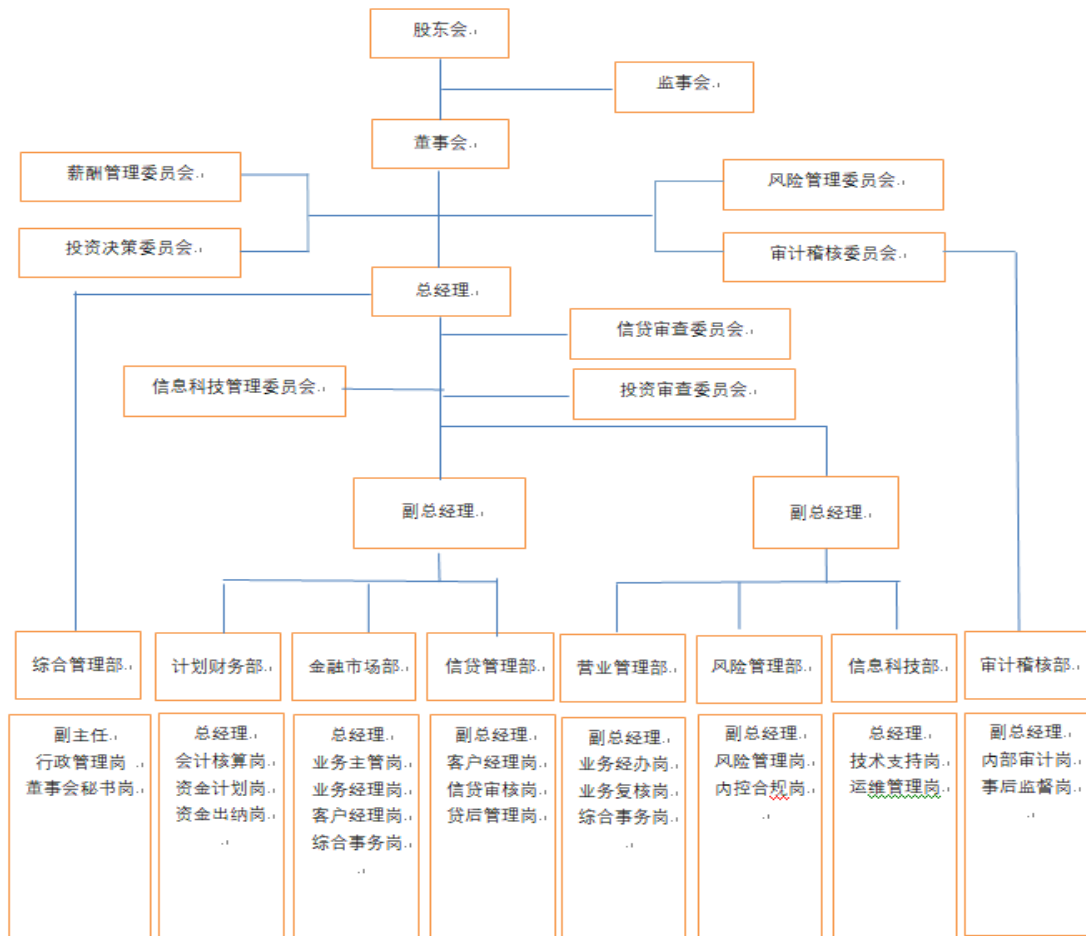 股东会
监事会
董事会
薪酬管理委员会
风险管理委员会
投资决策委员会
审计稽核委员会
总经理
信贷审查委员会
信息科技管理委员会
投资审查委员会
副总经理
副总经理
综合管理部
计划财务部
金融市场部
信贷管理部
营业管理部
风险管理部
信息科技部
审计稽核部
副主任
行政管理岗
董事会秘书岗
总经理
会计核算岗
资金计划岗
资金出纳岗
总经理
业务主管岗
业务经理岗
客户经理岗
综合事务岗
副总经理
客户经理岗
信贷审核岗
贷后管理岗
副总经理
业务经办岗
业务复核岗
综合事务岗
副总经理
风险管理岗
内控合规岗
总经理
技术支持岗
运维管理岗
副总经理
内部审计岗
事后监督岗